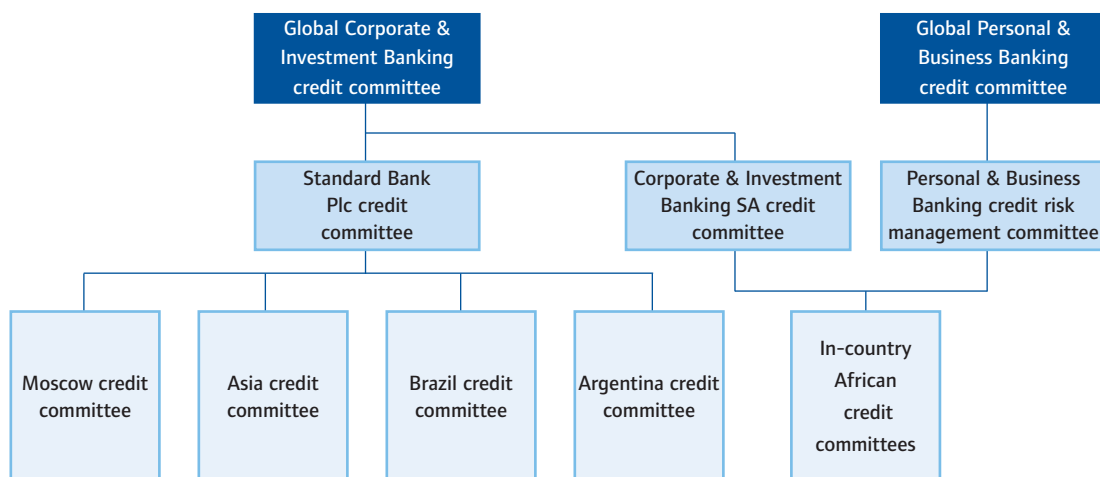 Global Corporate &
Investment Banking
credit committee
Global Personal &
Business Banking
credit committee
Standard Bank
Plc credit
committee
Corporate & Investment
Banking SA credit
committee
Personal & Business
Banking credit risk
management committee
Moscow credit
committee
Asia credit
committee
Brazil credit
committee
Argentina credit
committee
In-country
African
credit
committees